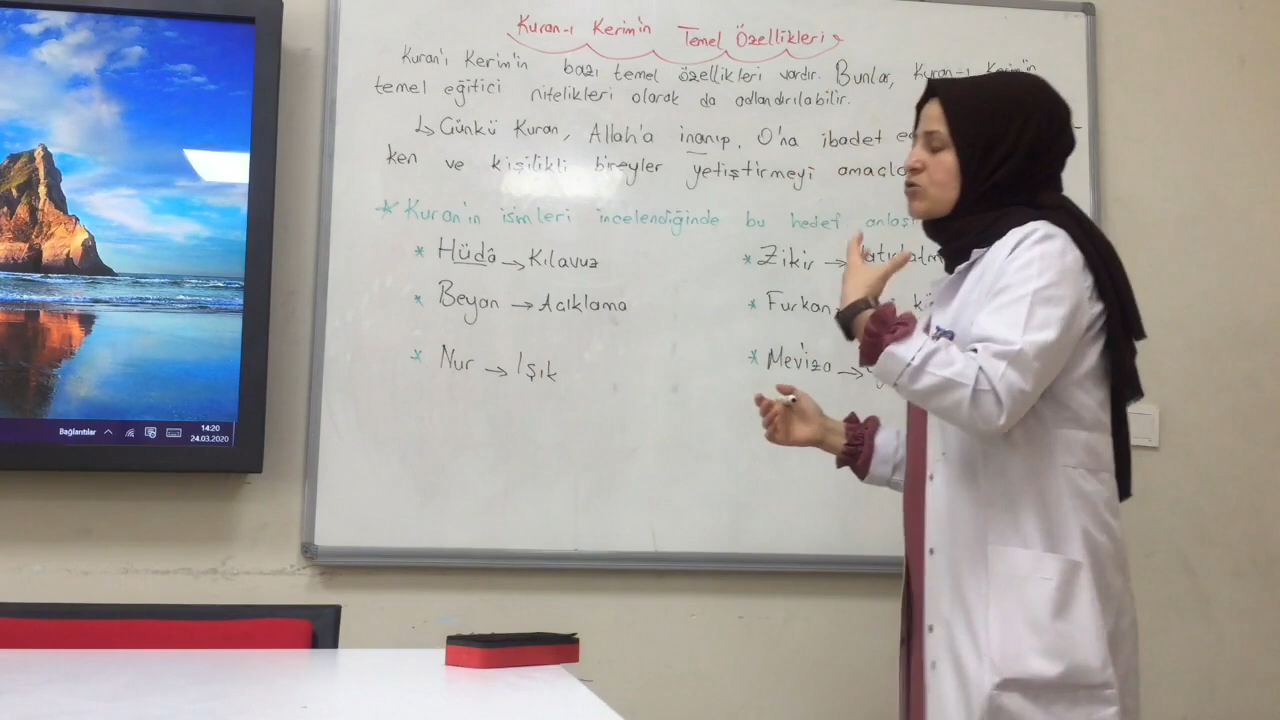 Kuran-ı Kerim'in Temel Özellikleri
Kuran'ı Kerim'in bazı temel özellikleri vardır. Bunlar, Kuran-ı Kerim'in
temel eğitici nitelikleri olarak da adlandırılabilir.
↳ Günkü Kuran, Allah'a inanıp, O'na ibadet
ken ve kişilikli bireyler yetiştirmeyi
* Kuran'ın isimleri incelendiğinde bu hedef
* Hüdâ → Kılavuz
* Zikir →
* Beyan → Açıklama
* Furkan
* Nur → Işık
* Mev'iza →
Bağlantılar
14:20
24.03.2020